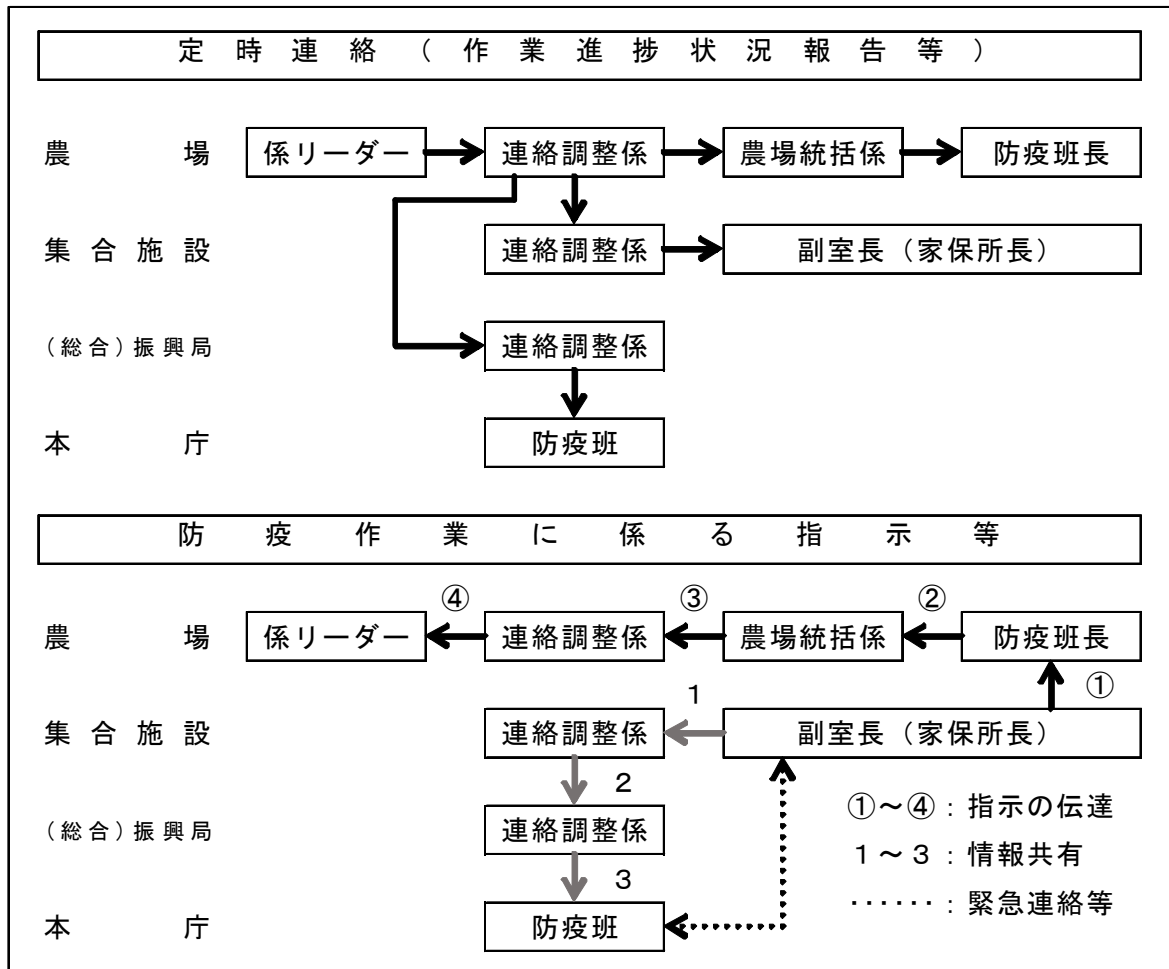 定時連絡（作業進捗状況報告等）
農場 係リーダー 連絡調整係 農場統括係 防疫班長
集合施設 連絡調整係 副室長（家保所長）
（総合）振興局 連絡調整係
本庁 防疫班
防疫作業に係る指示等
④ ③ ②
農場 係リーダー 連絡調整係 農場統括係 防疫班長
1 ①
集合施設 連絡調整係 副室長（家保所長）
2
（総合）振興局 連絡調整係
3
本庁 防疫班
①～④：指示の伝達
1～3：情報共有
……：緊急連絡等